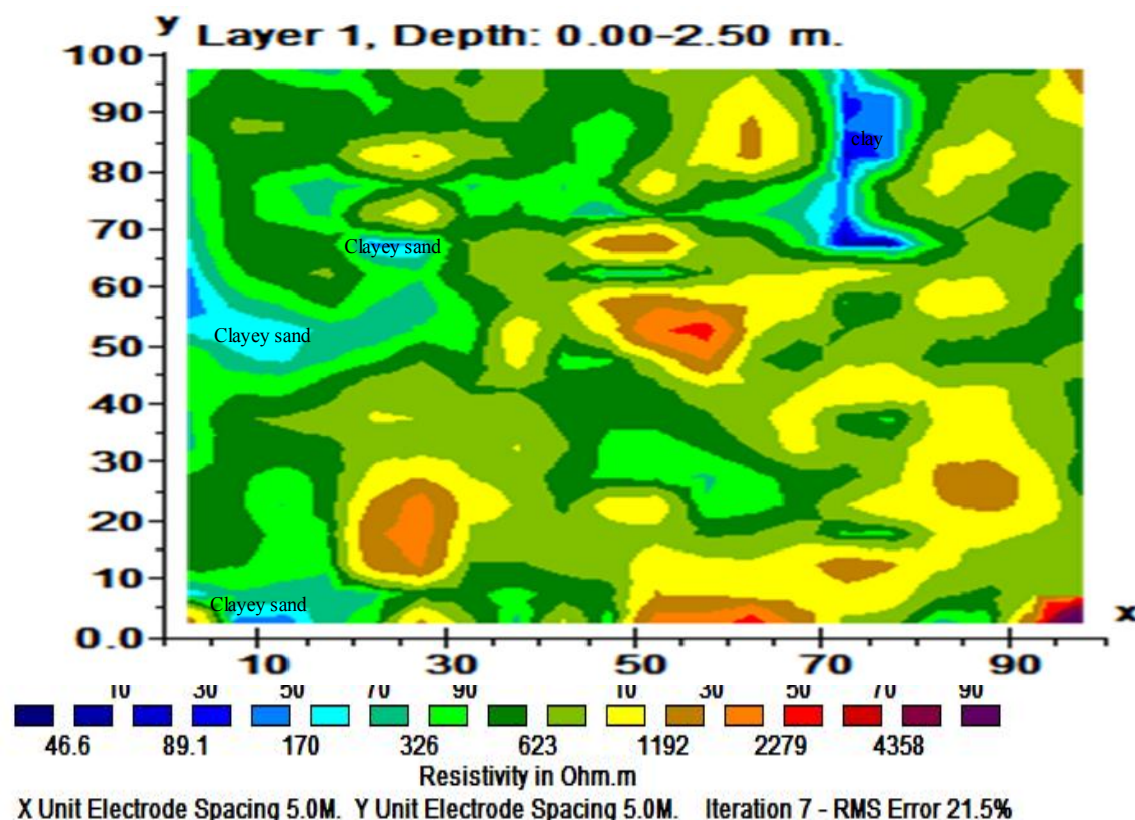 y Layer 1, Depth: 0.00-2.50 m.
100
90
clay
80
70
Clayey sand
60
Clayey sand
50
40
30
20
10
Clayey sand
0.0
x
10 30 50 70 90
10 30 50 70 90 10 30 50 70 90
46.6 89.1 170 326 623 1192 2279 4358
Resistivity in Ohm.m
X Unit Electrode Spacing 5.0M. Y Unit Electrode Spacing 5.0M. Iteration 7 - RMS Error 21.5%